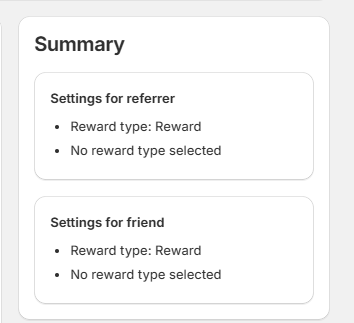 Summary
Settings for referrer
• Reward type: Reward
• No reward type selected
Settings for friend
• Reward type: Reward
• No reward type selected